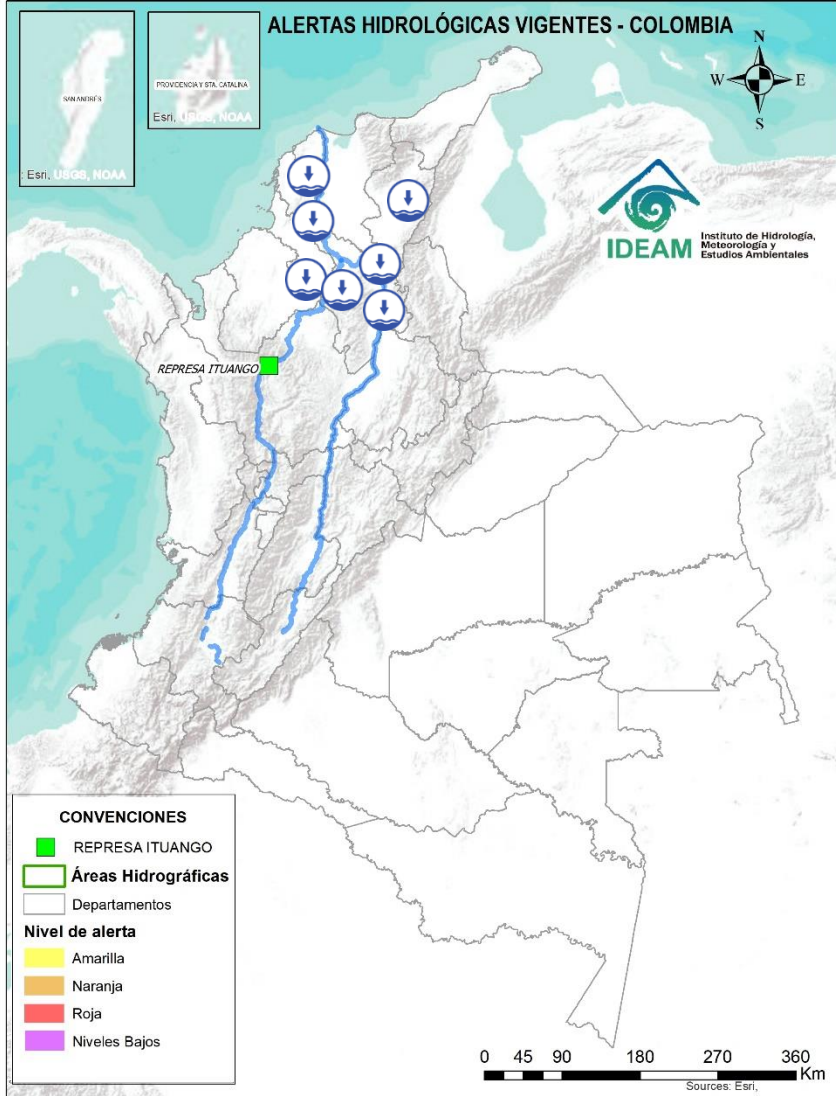 ALERTAS HIDROLÓGICAS VIGENTES - COLOMBIA
SAN ANDRÉS
: Esri, USGS, NOAA
PROVIDENCIA Y STA. CATALINA
Esri, USGS, NOAA
N
W
E
S
IDEAM
Instituto de Hidrología,
Meteorología y
Estudios Ambientales
REPRESA ITUANGO
CONVENCIONES
REPRESA ITUANGO
Áreas Hidrográficas
Departamentos
Nivel de alerta
Amarilla
Naranja
Roja
Niveles Bajos
0 45 90 180 270 360
Km
Sources: Esri,